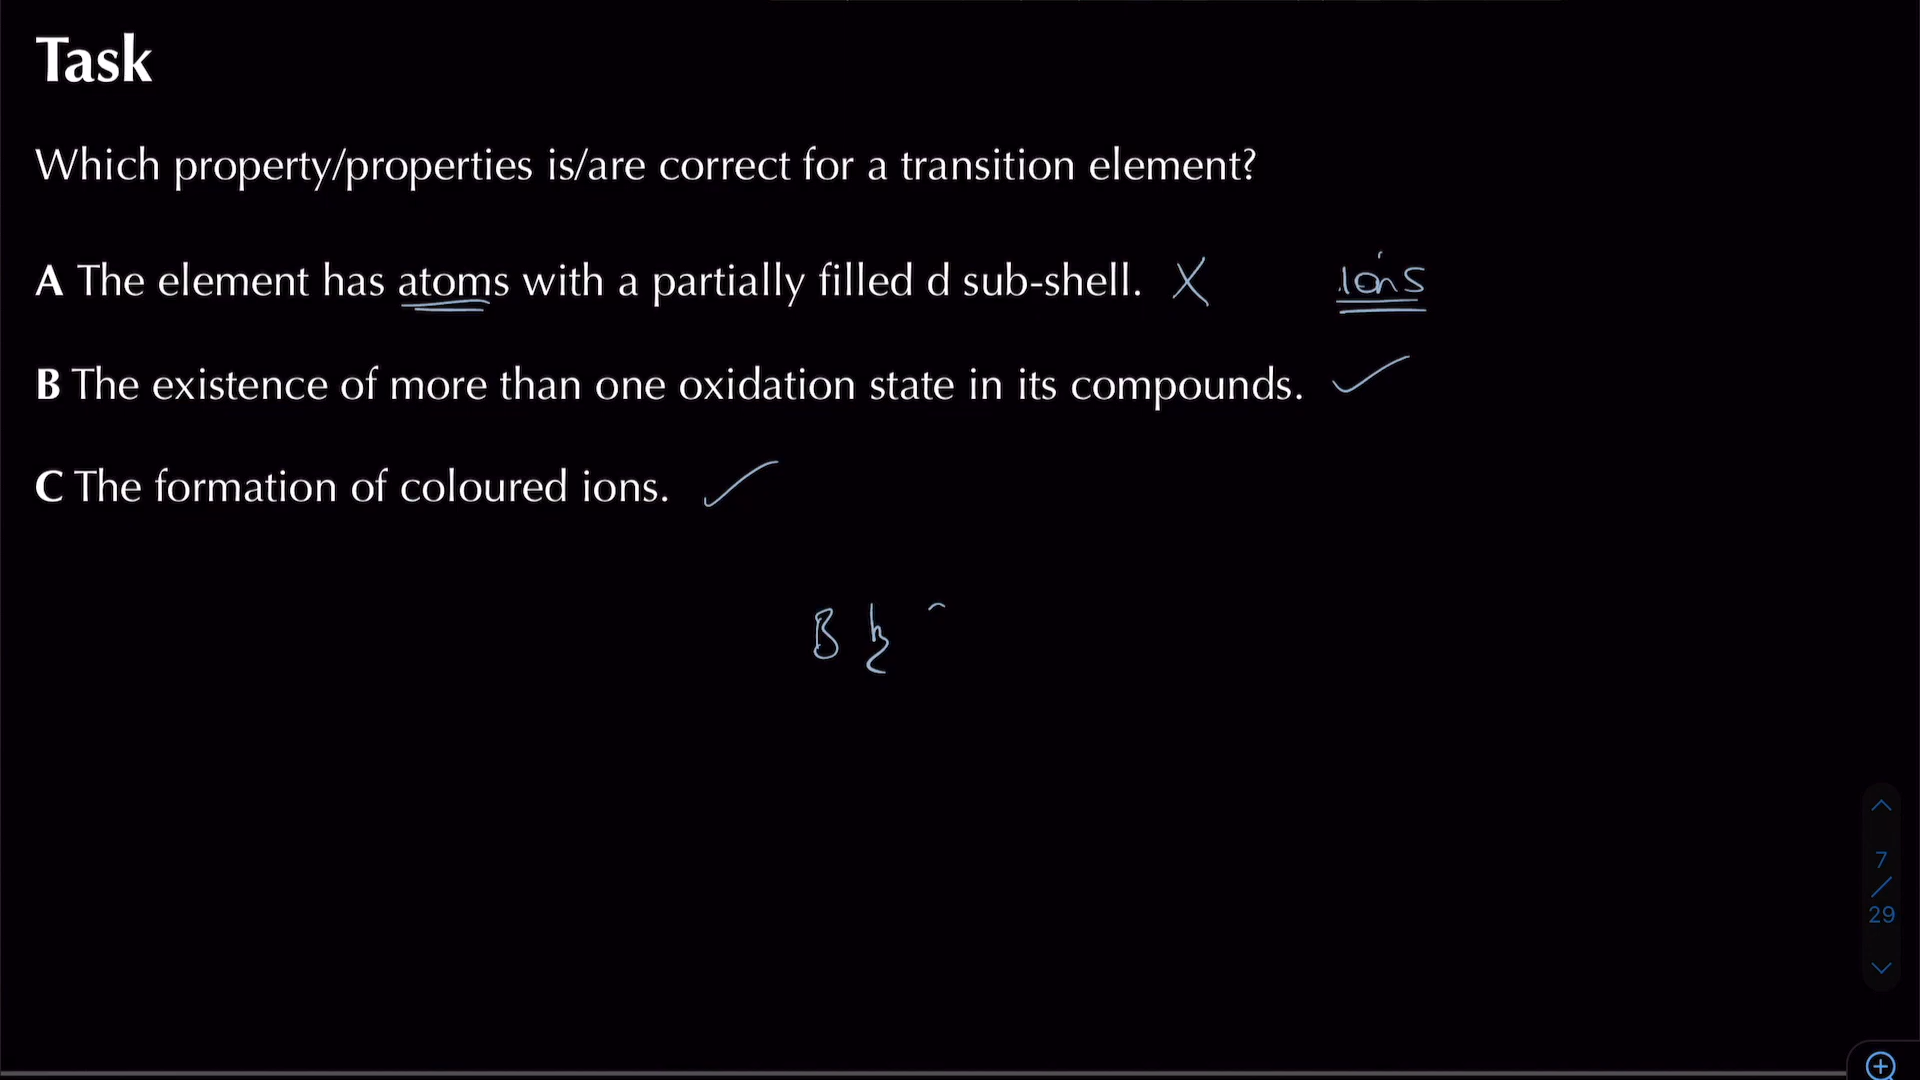 Task
Which property/properties is/are correct for a transition element?
A The element has atoms with a partially filled d sub-shell. X ions
B The existence of more than one oxidation state in its compounds. ✓
C The formation of coloured ions. ✓
B
7
/
29